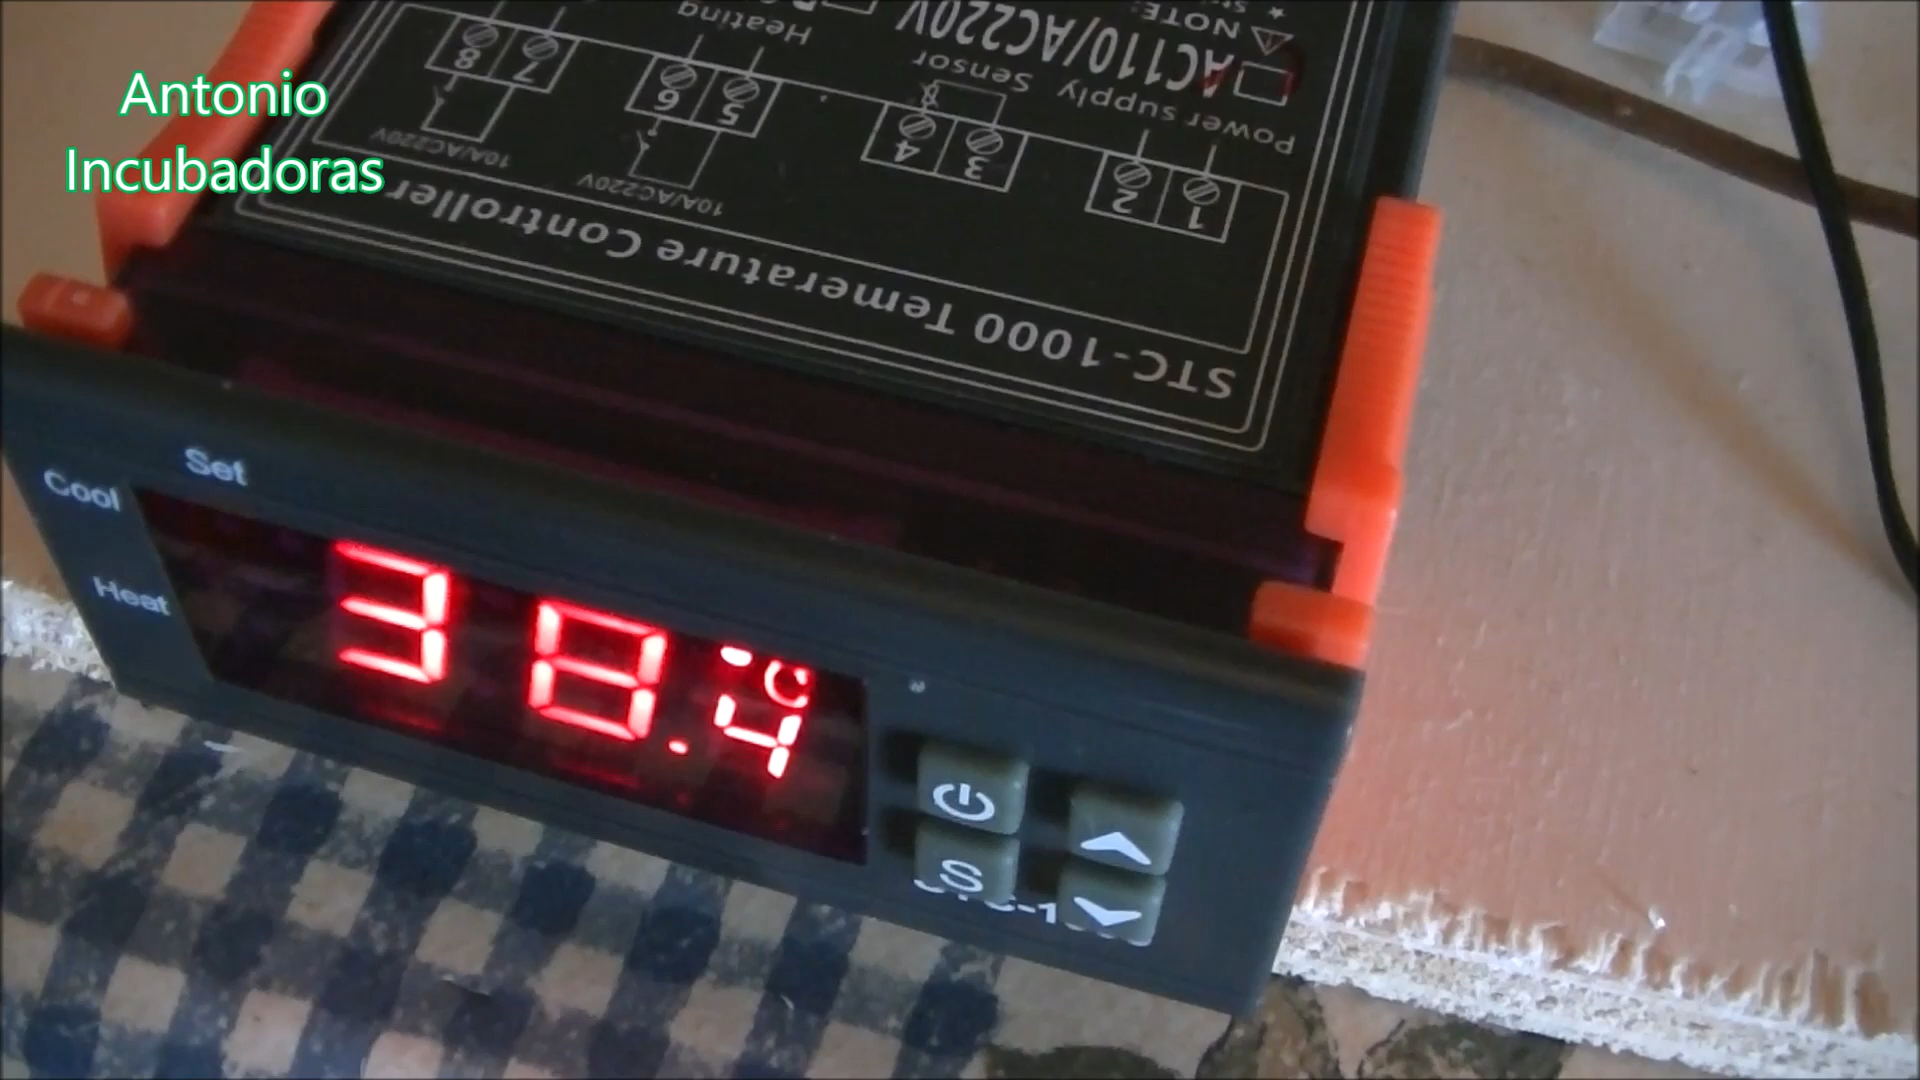 Antonio
Incubadoras
STC-1000 Temerature Controller
10A/AC220V
10A/AC220V
1 2 3 4 5 6 7 8
Power supply Sensor Heating
AC110/AC220V
NOTE:
Set
Cool
Heat
38.4
°C
S